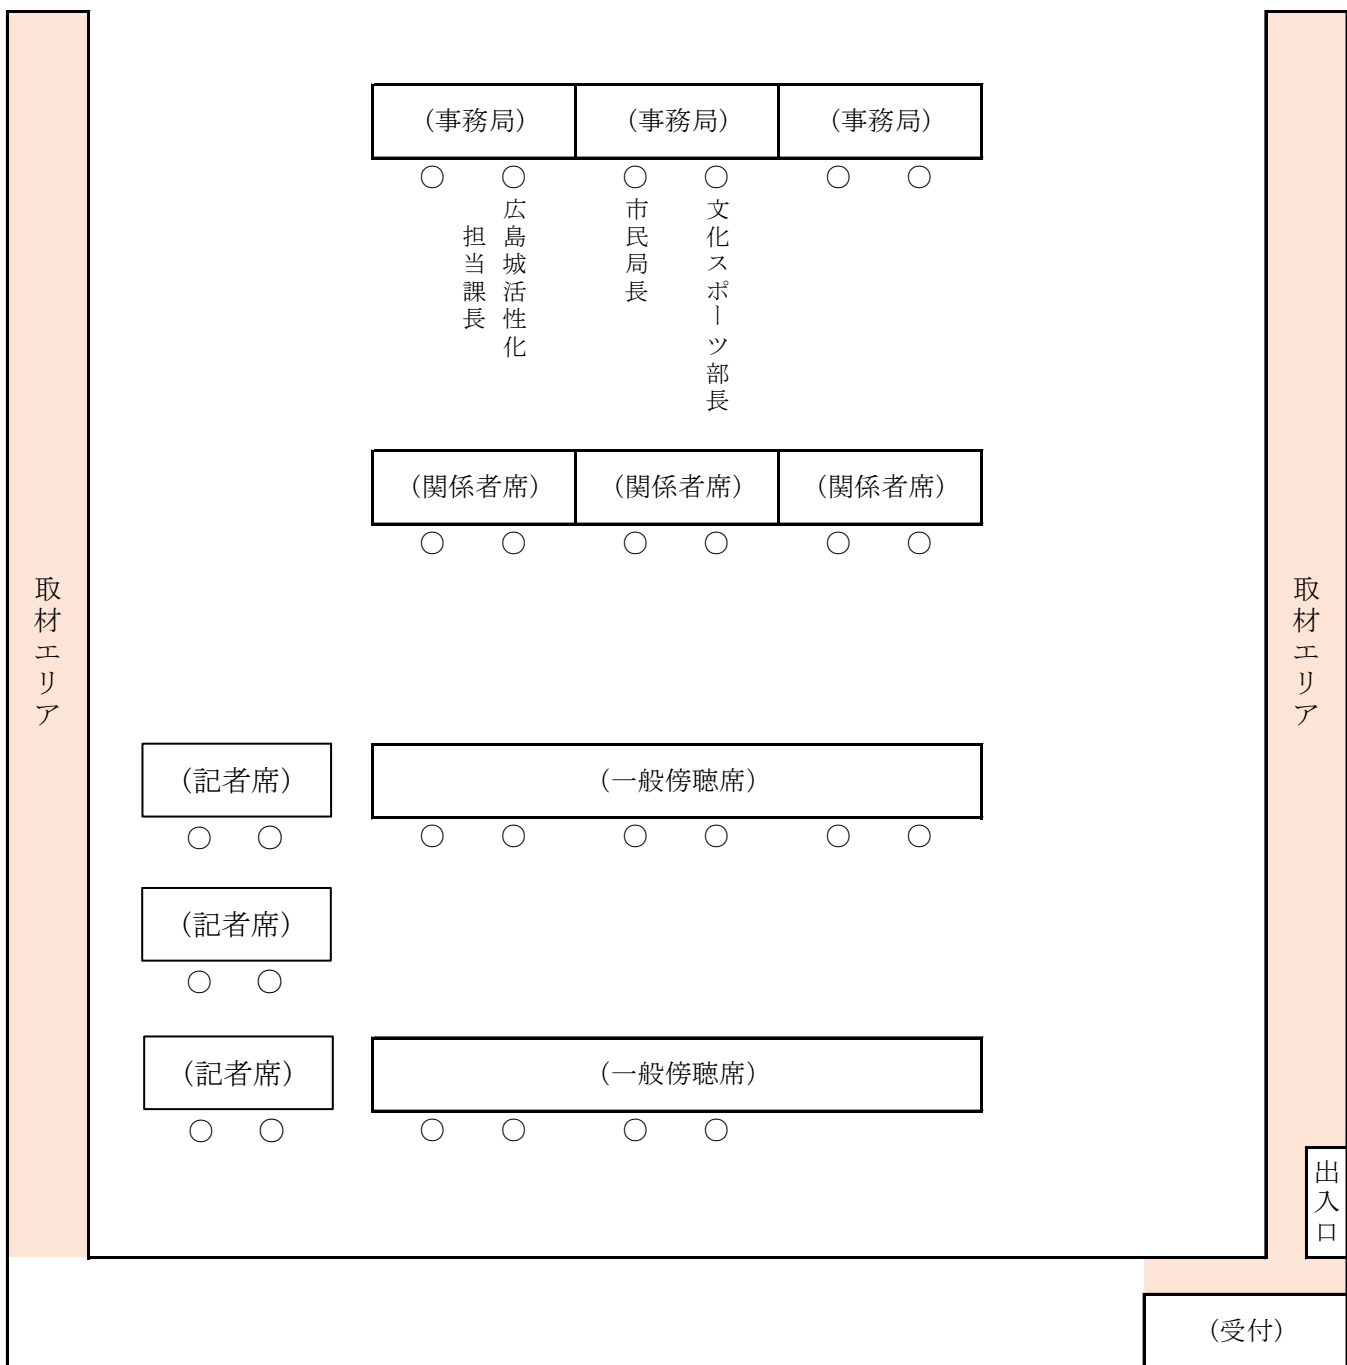 (事務局) (事務局) (事務局)
○ ○ ○ ○ ○ ○
広島城活性化
担当課長
市民局長
文化スポーツ部長
(関係者席) (関係者席) (関係者席)
○ ○ ○ ○ ○ ○
取材エリア
取材エリア
(記者席) (一般傍聴席)
○ ○ ○ ○ ○ ○ ○ ○
(記者席)
○ ○
(記者席) (一般傍聴席)
○ ○ ○ ○ ○ ○
出入口
(受付)